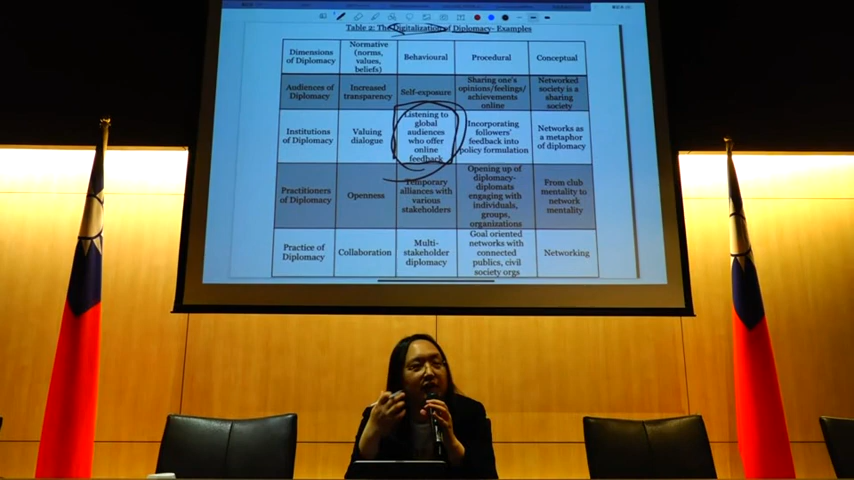 Table 2: The Digitalization of Diplomacy- Examples
Dimensions of Diplomacy
Normative (norms, values, beliefs)
Behavioural
Procedural
Conceptual
Audiences of Diplomacy
Increased transparency
Self-exposure
Sharing one's opinions/feelings/ achievements online
Networked society is a sharing society
Institutions of Diplomacy
Valuing dialogue
Listening to global audiences who offer online feedback
Incorporating followers' feedback into policy formulation
Networks as a metaphor of diplomacy
Practitioners of Diplomacy
Openness
Temporary alliances with various stakeholders
Opening up of diplomacy- diplomats engaging with individuals, groups, organizations
From club mentality to network mentality
Practice of Diplomacy
Collaboration
Multi- stakeholder diplomacy
Goal oriented networks with connected publics, civil society orgs
Networking